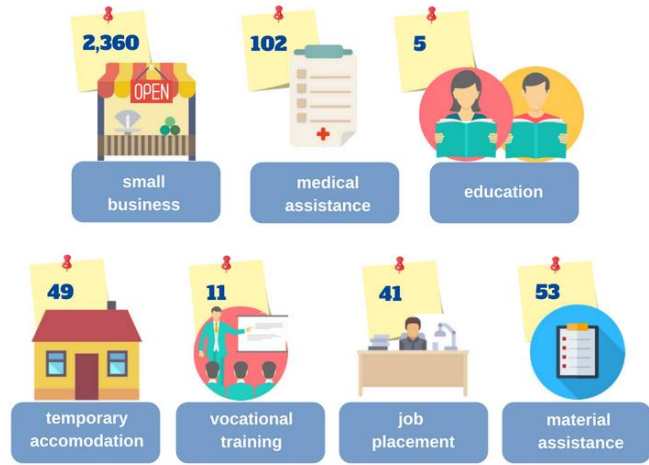 2,360
OPEN
small
business
102
medical
assistance
5
education
49
temporary
accomodation
11
vocational
training
41
job
placement
53
material
assistance